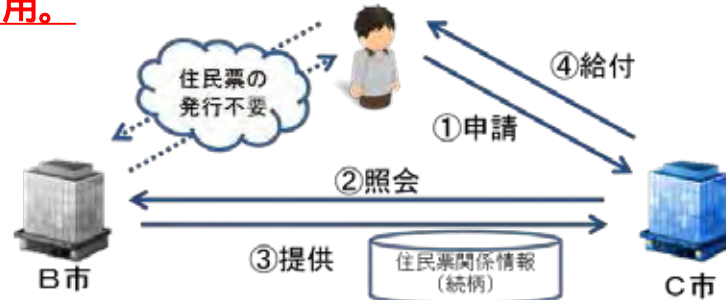 用。
住民票の
発行不要
④給付
①申請
②照会
③提供
住民票関係情報
(続柄)
B市
C市